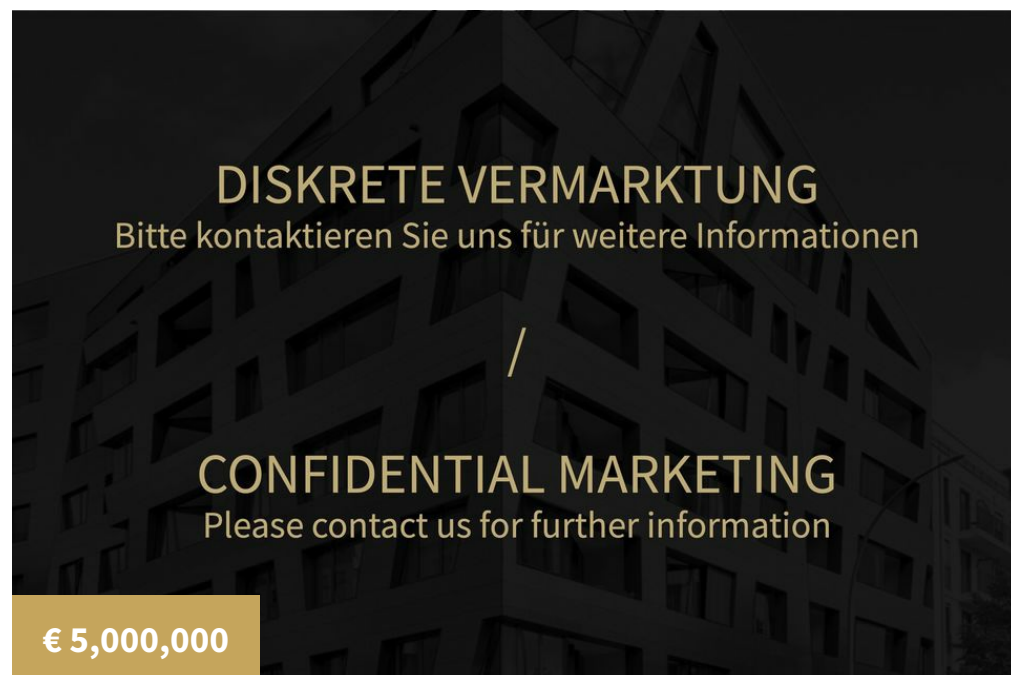 DISKRETE VERMARKTUNG
Bitte kontaktieren Sie uns für weitere Informationen
/
CONFIDENTIAL MARKETING
Please contact us for further information
€ 5,000,000